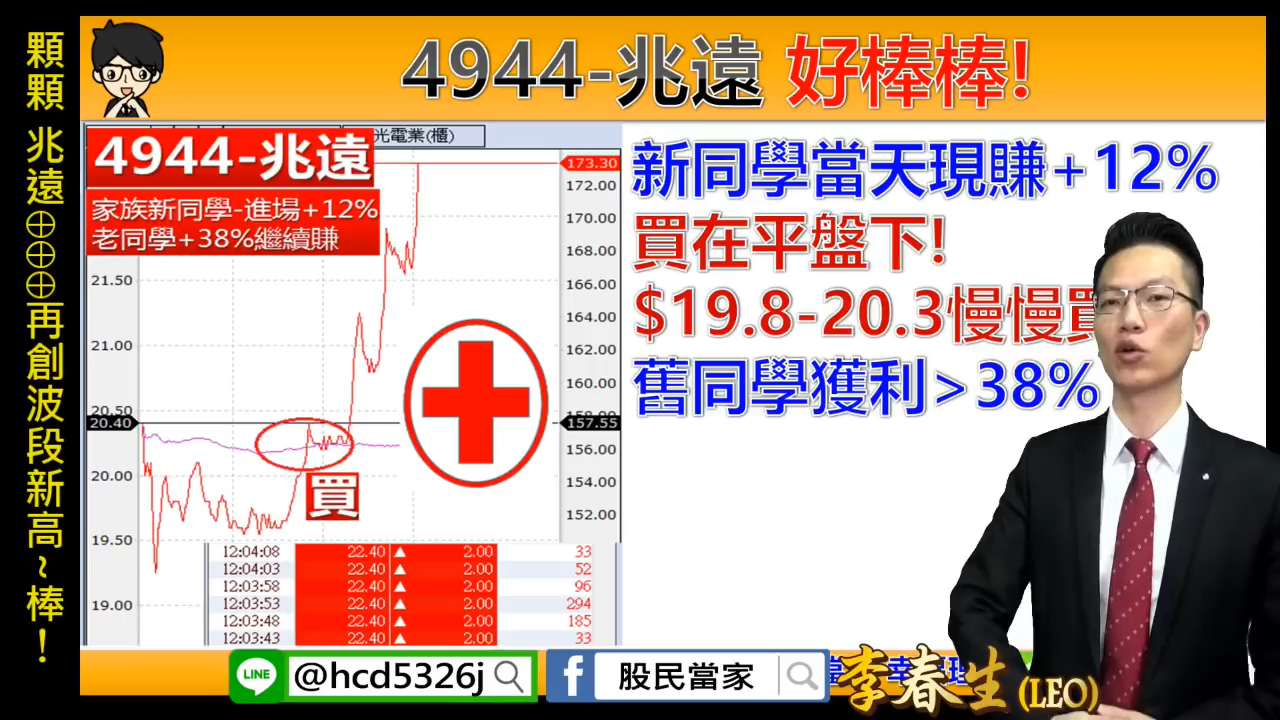 顆顆 兆遠⊕⊕⊕再創波段新高~棒!
4944-兆遠 好棒棒!
光電業(櫃)
4944-兆遠
家族新同學-進場+12%
老同學+38%繼續賺
新同學當天現賺+12%
買在平盤下!
$19.8-20.3慢慢買
舊同學獲利>38%
21.50
21.00
20.50
20.40
20.00
19.50
19.00
173.30
172.00
170.00
168.00
166.00
164.00
162.00
160.00
158.00
157.55
156.00
154.00
152.00
買
12:04:08 22.40 ▲ 2.00 33
12:04:03 22.40 ▲ 2.00 52
12:03:58 22.40 ▲ 2.00 96
12:03:53 22.40 ▲ 2.00 294
12:03:48 22.40 ▲ 2.00 185
12:03:43 22.40 ▲ 2.00 33
LINE @hcd5326j
f 股民當家
李春生(LEO)